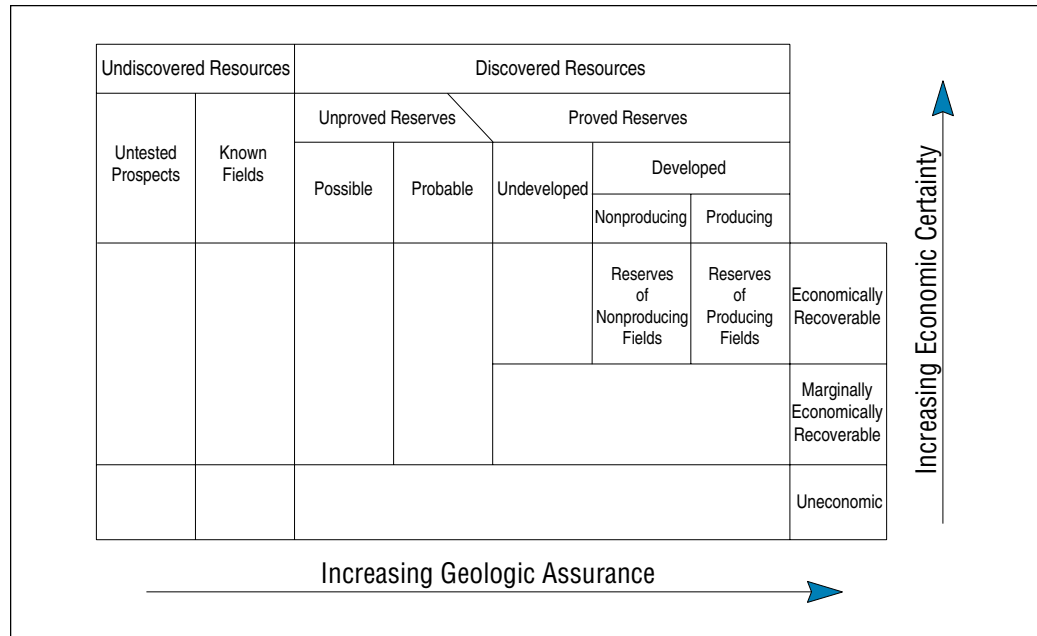 Undiscovered Resources
Discovered Resources
Unproved Reserves
Proved Reserves
Untested
Prospects
Known
Fields
Possible
Probable
Undeveloped
Developed
Nonproducing
Producing
Reserves
of
Nonproducing
Fields
Reserves
of
Producing
Fields
Economically
Recoverable
Marginally
Economically
Recoverable
Uneconomic
Increasing Economic Certainty
Increasing Geologic Assurance